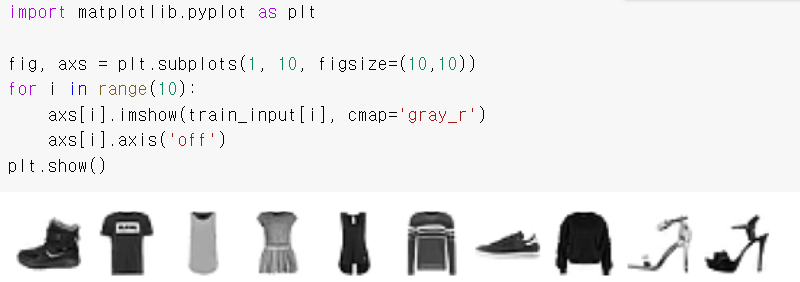 import matplotlib.pyplot as plt
fig, axs = plt.subplots(1, 10, figsize=(10,10))
for i in range(10):
    axs[i].imshow(train_input[i], cmap='gray_r')
    axs[i].axis('off')
plt.show()